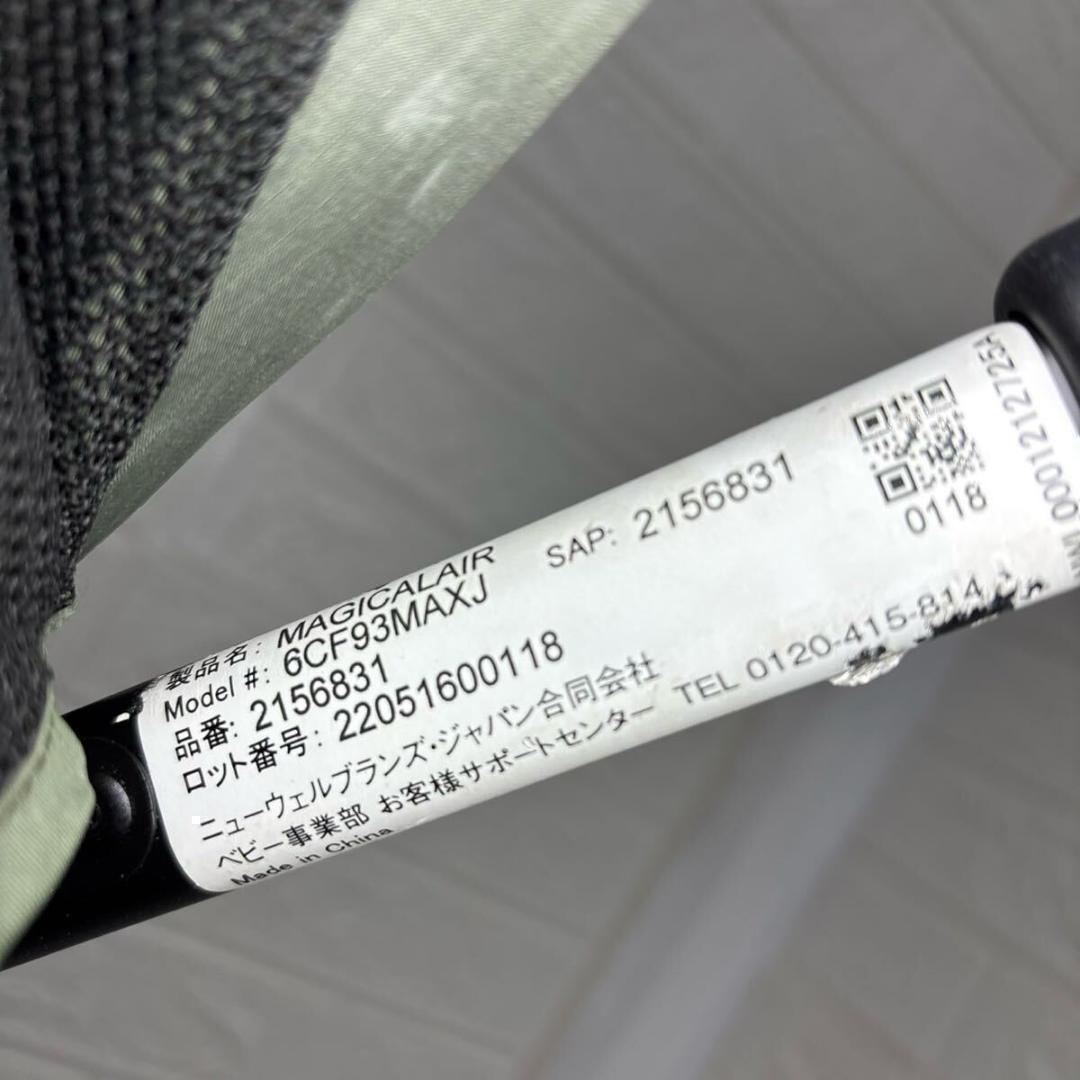 製品名: MAGICALAIR
Model #: 6CF93MAXJ
品番: 2156831
ロット番号: 22051600118
ニューウェルブランズ・ジャパン合同会社
ベビー事業部 お客様サポートセンター TEL 0120-415-814
Made in China
SAP: 2156831
0118
0001212725A